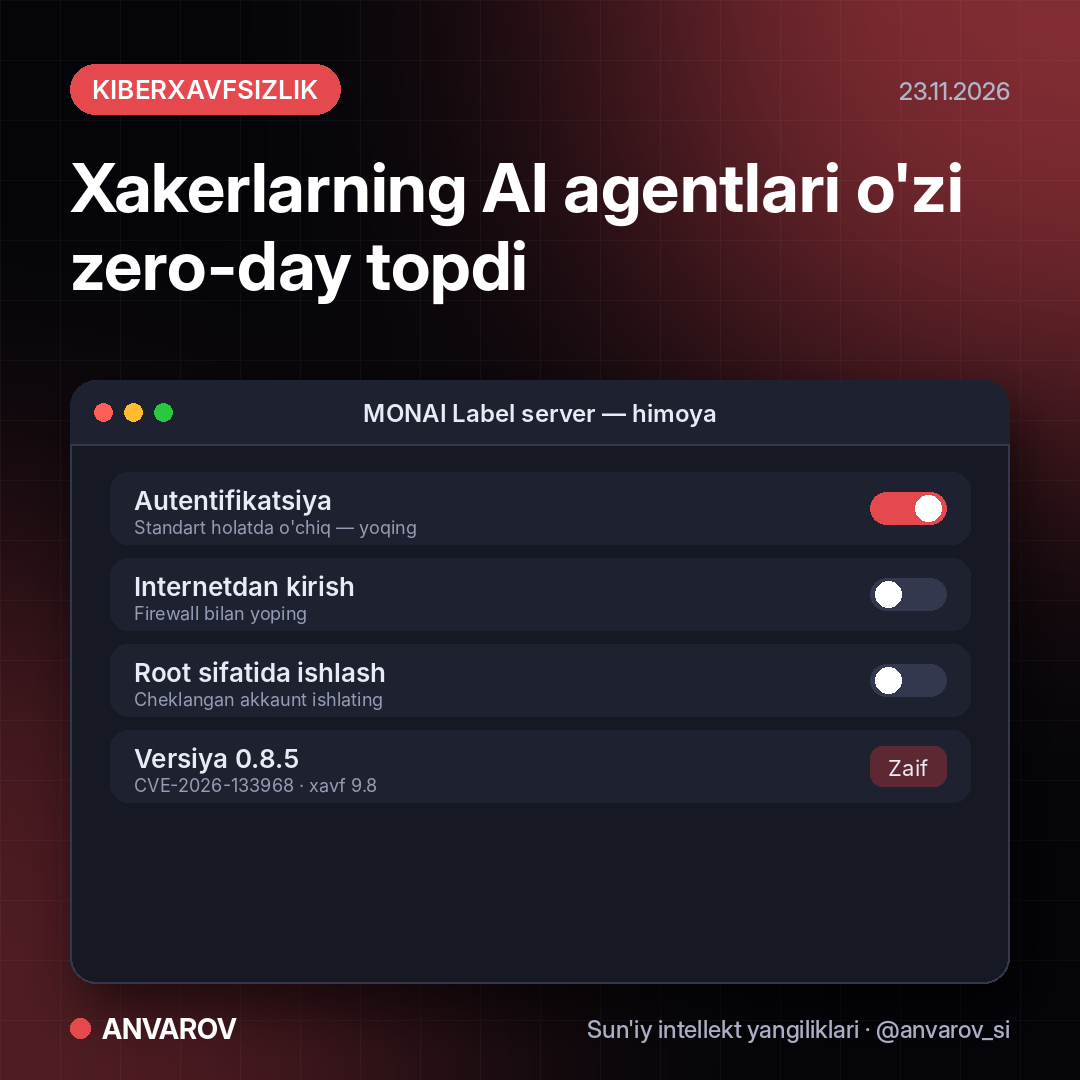 KIBERXAVFSIZLIK
23.11.2026
Xakerlarning AI agentlari o'zi
zero-day topdi
MONAI Label server — himoya
Autentifikatsiya
Standart holatda o'chiq — yoqing
Internetdan kirish
Firewall bilan yoping
Root sifatida ishlash
Cheklangan akkaunt ishlating
Versiya 0.8.5
CVE-2026-133968 · xavf 9.8
Zaif
ANVAROV
Sun'iy intellekt yangiliklari · @anvarov_si